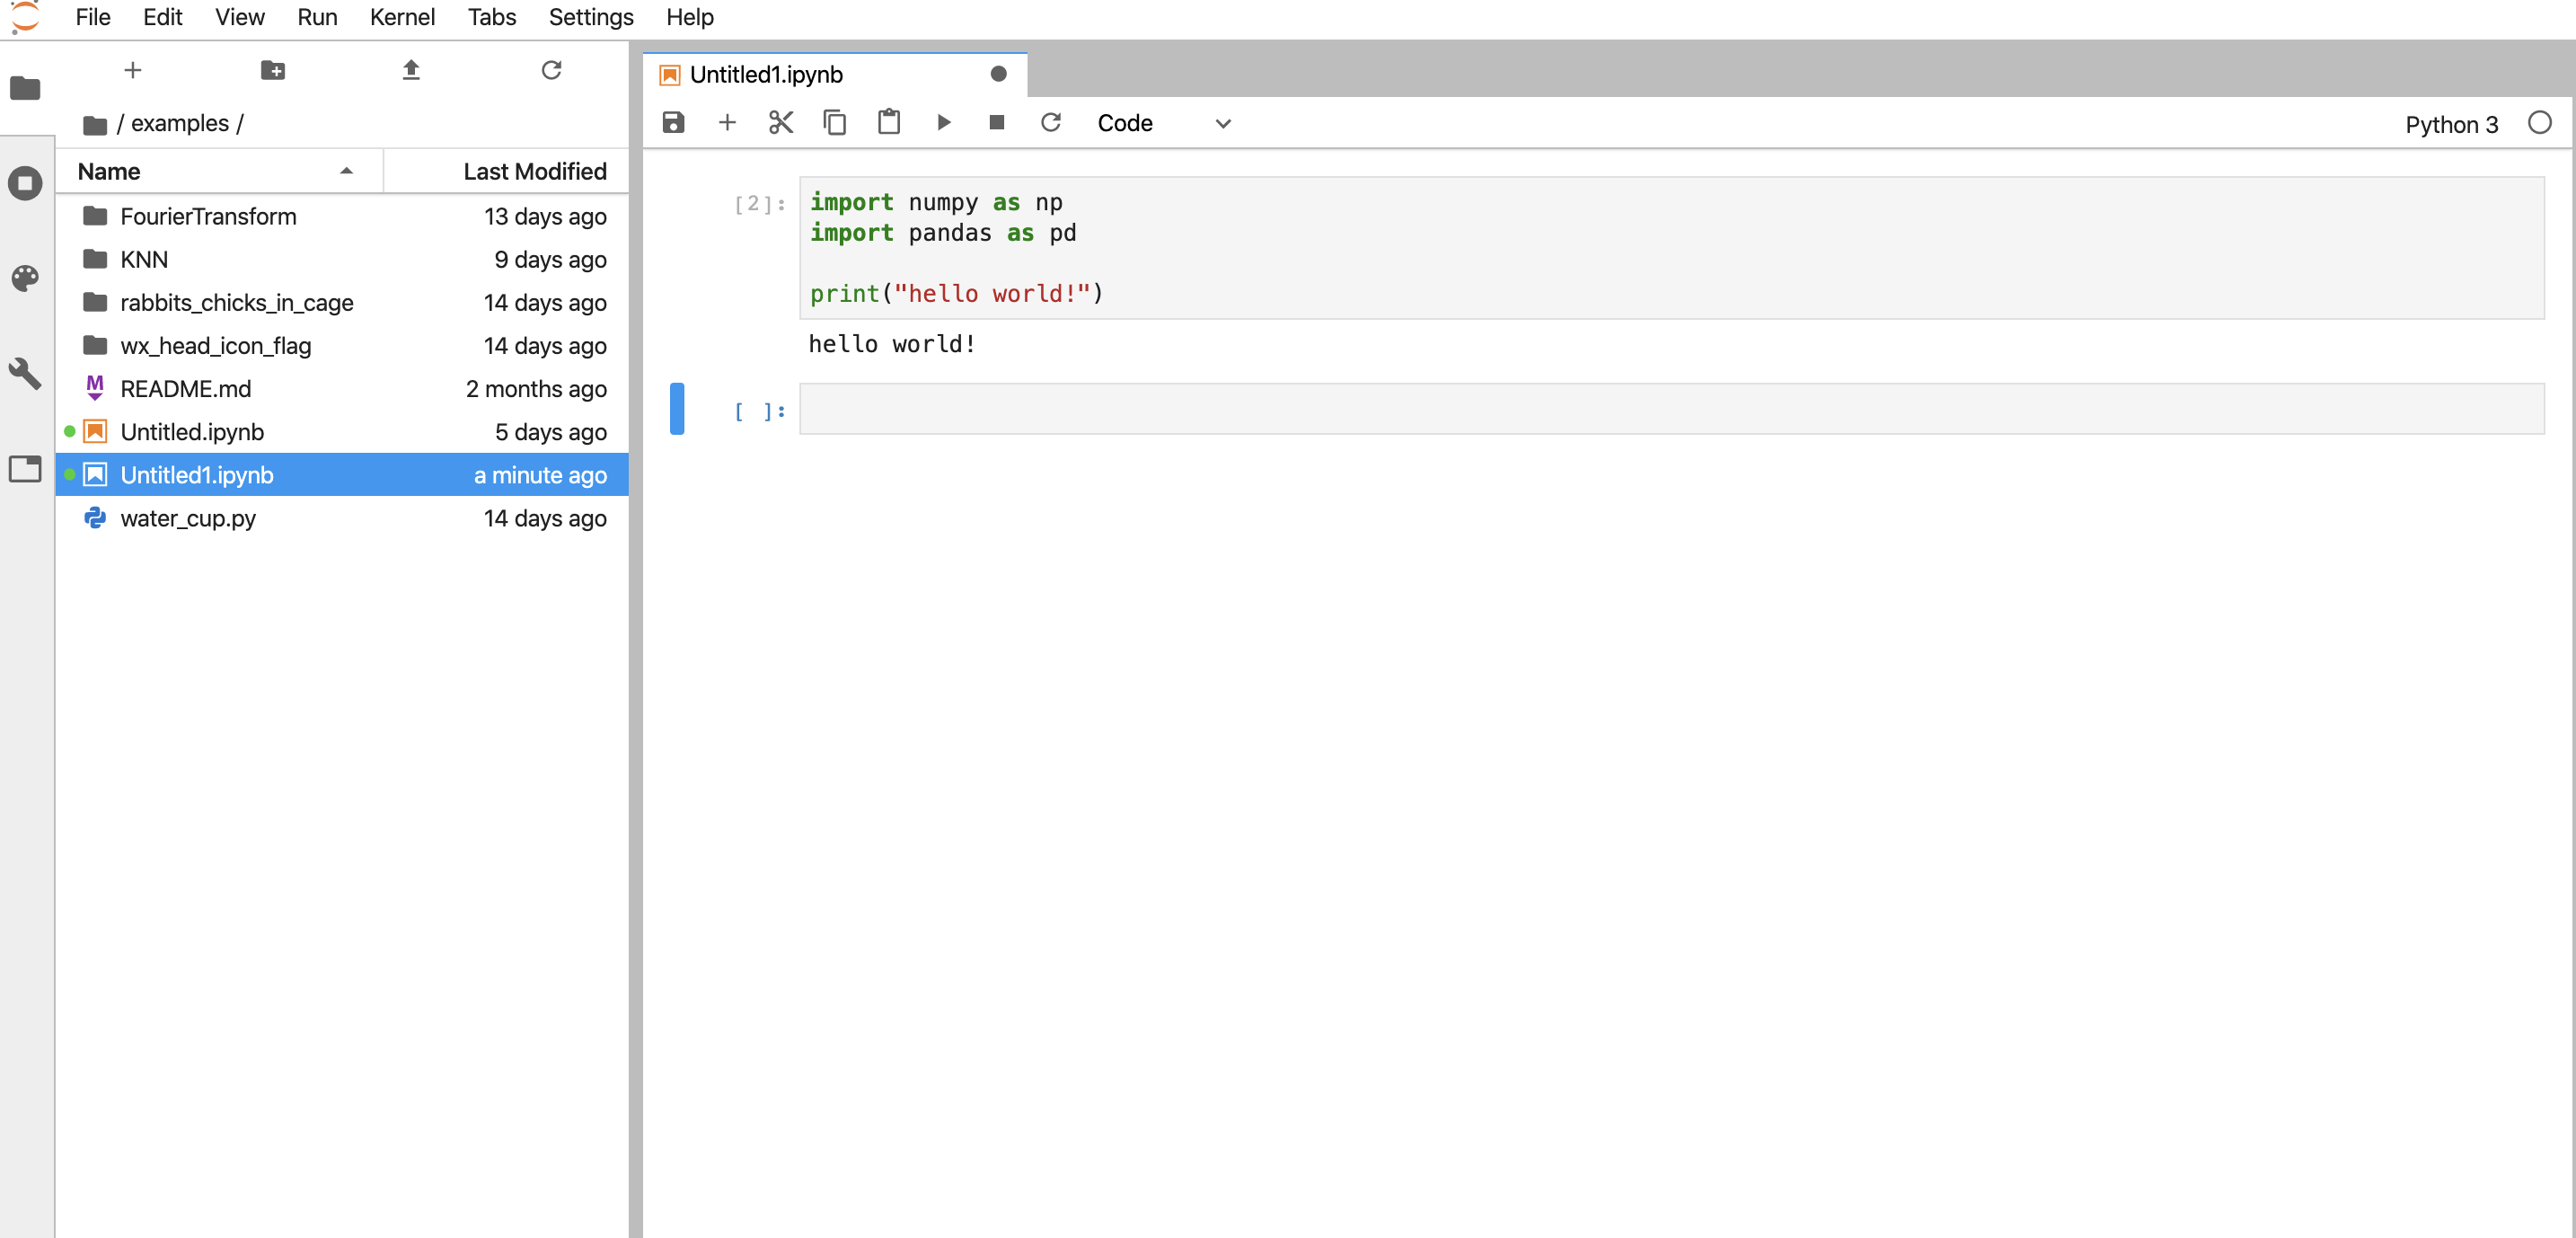 File Edit View Run Kernel Tabs Settings Help
/ examples /
Name Last Modified
FourierTransform 13 days ago
KNN 9 days ago
rabbits_chicks_in_cage 14 days ago
wx_head_icon_flag 14 days ago
M README.md 2 months ago
Untitled.ipynb 5 days ago
Untitled1.ipynb a minute ago
water_cup.py 14 days ago
Untitled1.ipynb
Code Python 3
[2]: import numpy as np
import pandas as pd
print("hello world!")
hello world!
[ ]: